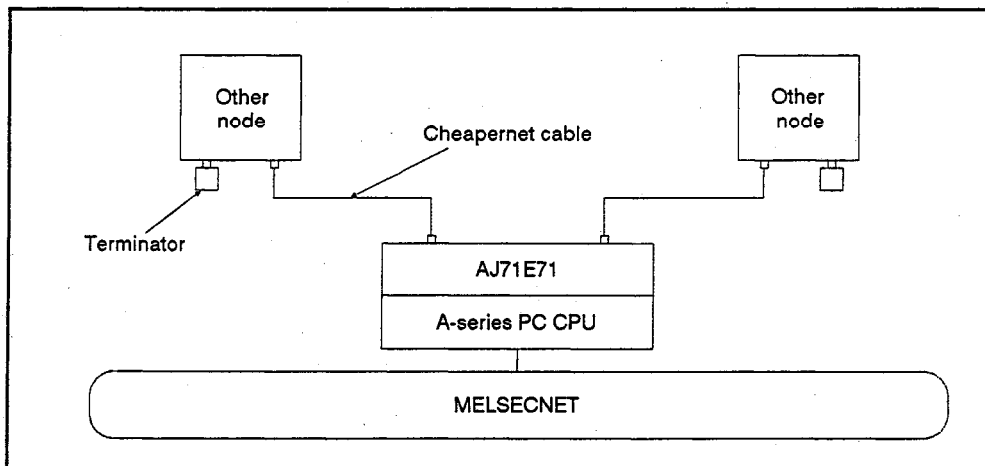 Other
node
Other
node
Cheapernet cable
Terminator
AJ71E71
A-series PC CPU
MELSECNET